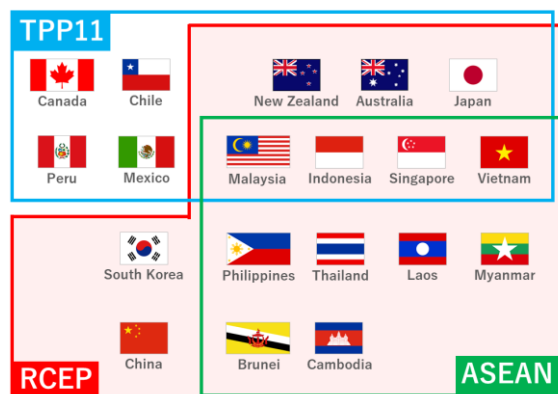 TPP11
Canada Chile New Zealand Australia Japan
Peru Mexico Malaysia Indonesia Singapore Vietnam
South Korea Philippines Thailand Laos Myanmar
China Brunei Cambodia
RCEP ASEAN